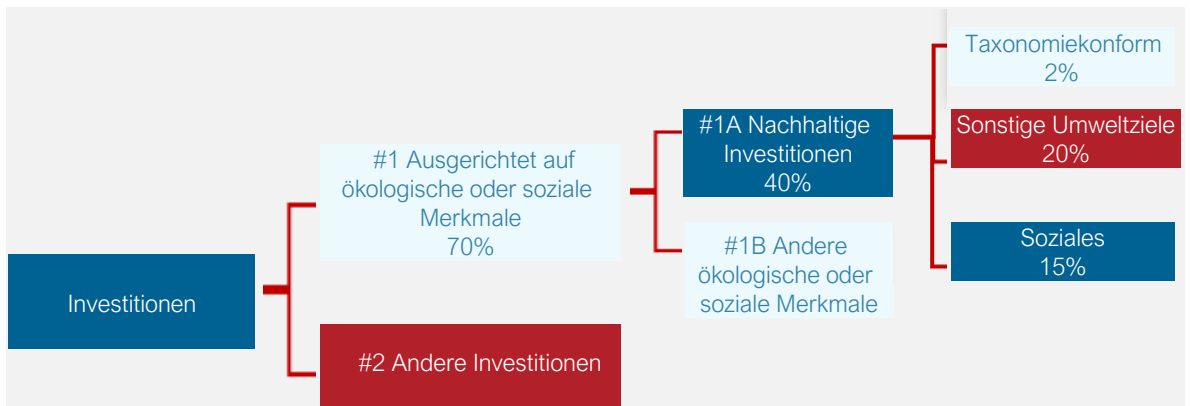 Investitionen
#1 Ausgerichtet auf
ökologische oder soziale
Merkmale
70%
#2 Andere Investitionen
#1A Nachhaltige
Investitionen
40%
#1B Andere
ökologische oder
soziale Merkmale
Taxonomiekonform
2%
Sonstige Umweltziele
20%
Soziales
15%